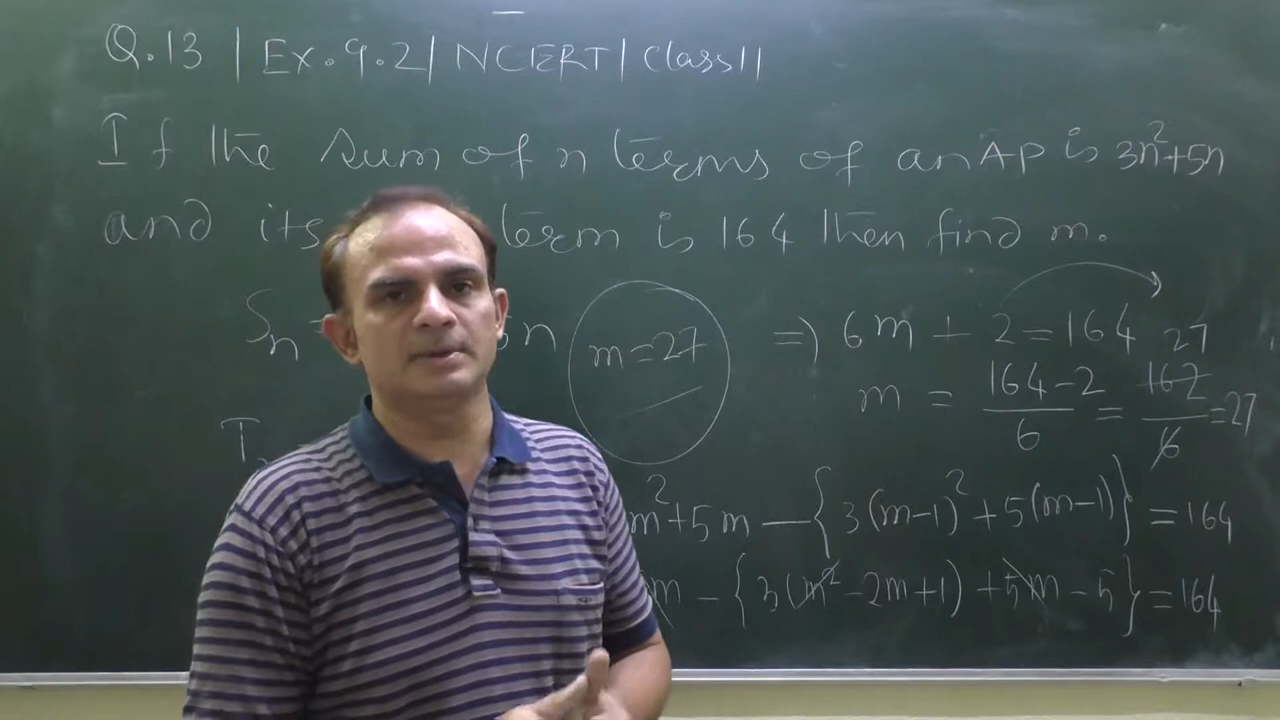 Q.13 | Ex. 9.2 | NCERT | Class 11
If the sum of n terms of an AP is 3n²+5n
and its term is 164 then find m.
Sn n
m=27
=> 6m + 2 = 164
m = 164-2 / 6 = 162 / 6 = 27
27
T
m²+5m - {3(m-1)² + 5(m-1)} = 164
m - {3(m²-2m+1) + 5m - 5} = 164